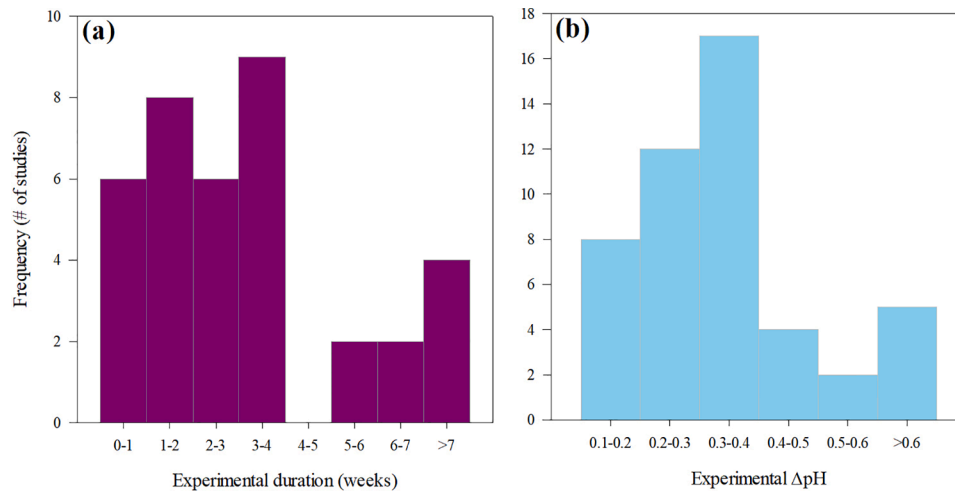 (a)
Frequency (# of studies)
10
8
6
4
2
0
0-1 1-2 2-3 3-4 4-5 5-6 6-7 >7
Experimental duration (weeks)
(b)
18
16
14
12
10
8
6
4
2
0
0.1-0.2 0.2-0.3 0.3-0.4 0.4-0.5 0.5-0.6 >0.6
Experimental ΔpH